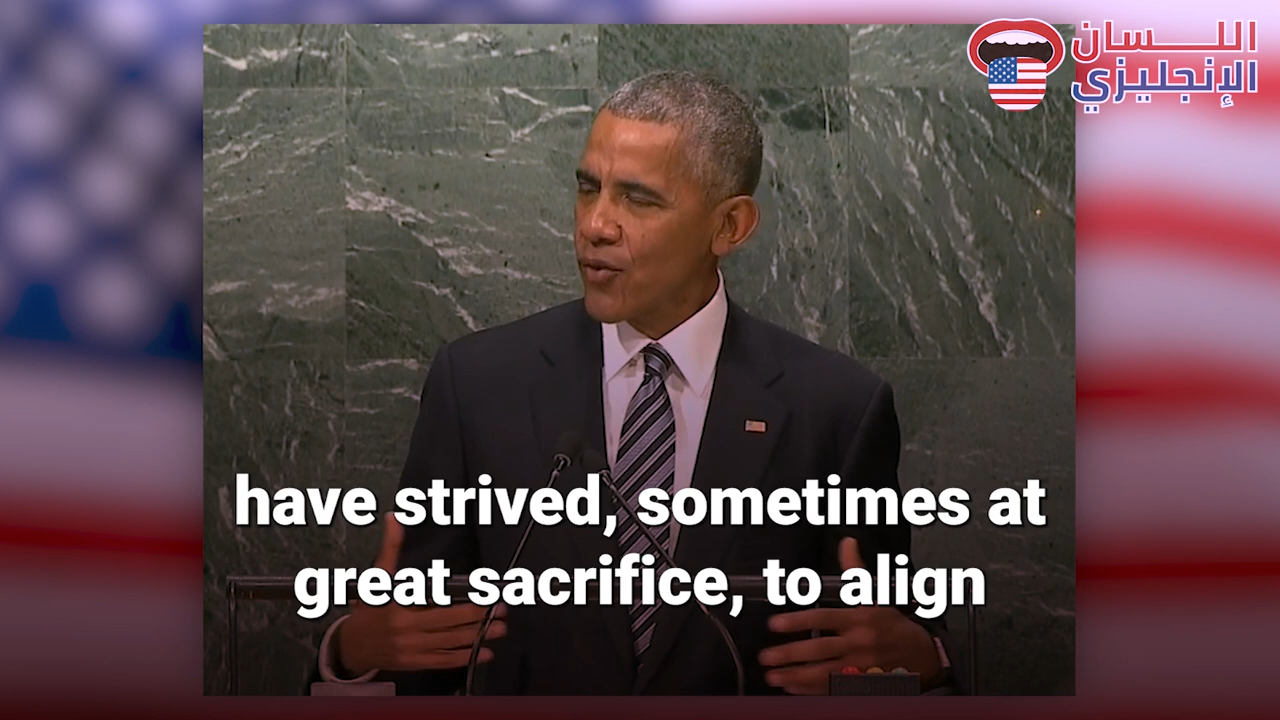 اللسان
الإنجليزي
have strived, sometimes at
great sacrifice, to align